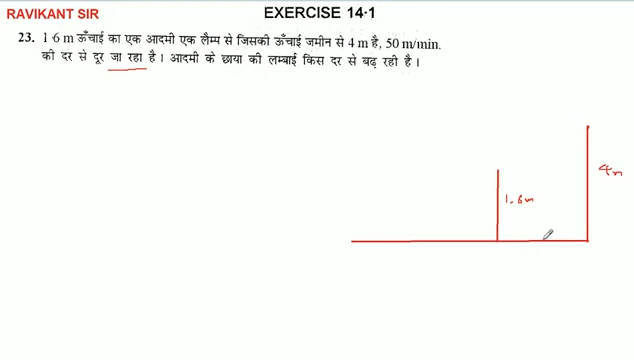 RAVIKANT SIR
EXERCISE 14·1
23. 1·6 m ऊँचाई का एक आदमी एक लैम्प से जिसकी ऊँचाई जमीन से 4 m है, 50 m/min.
की दर से दूर जा रहा है। आदमी के छाया की लम्बाई किस दर से बढ़ रही है।
4m
1.6m